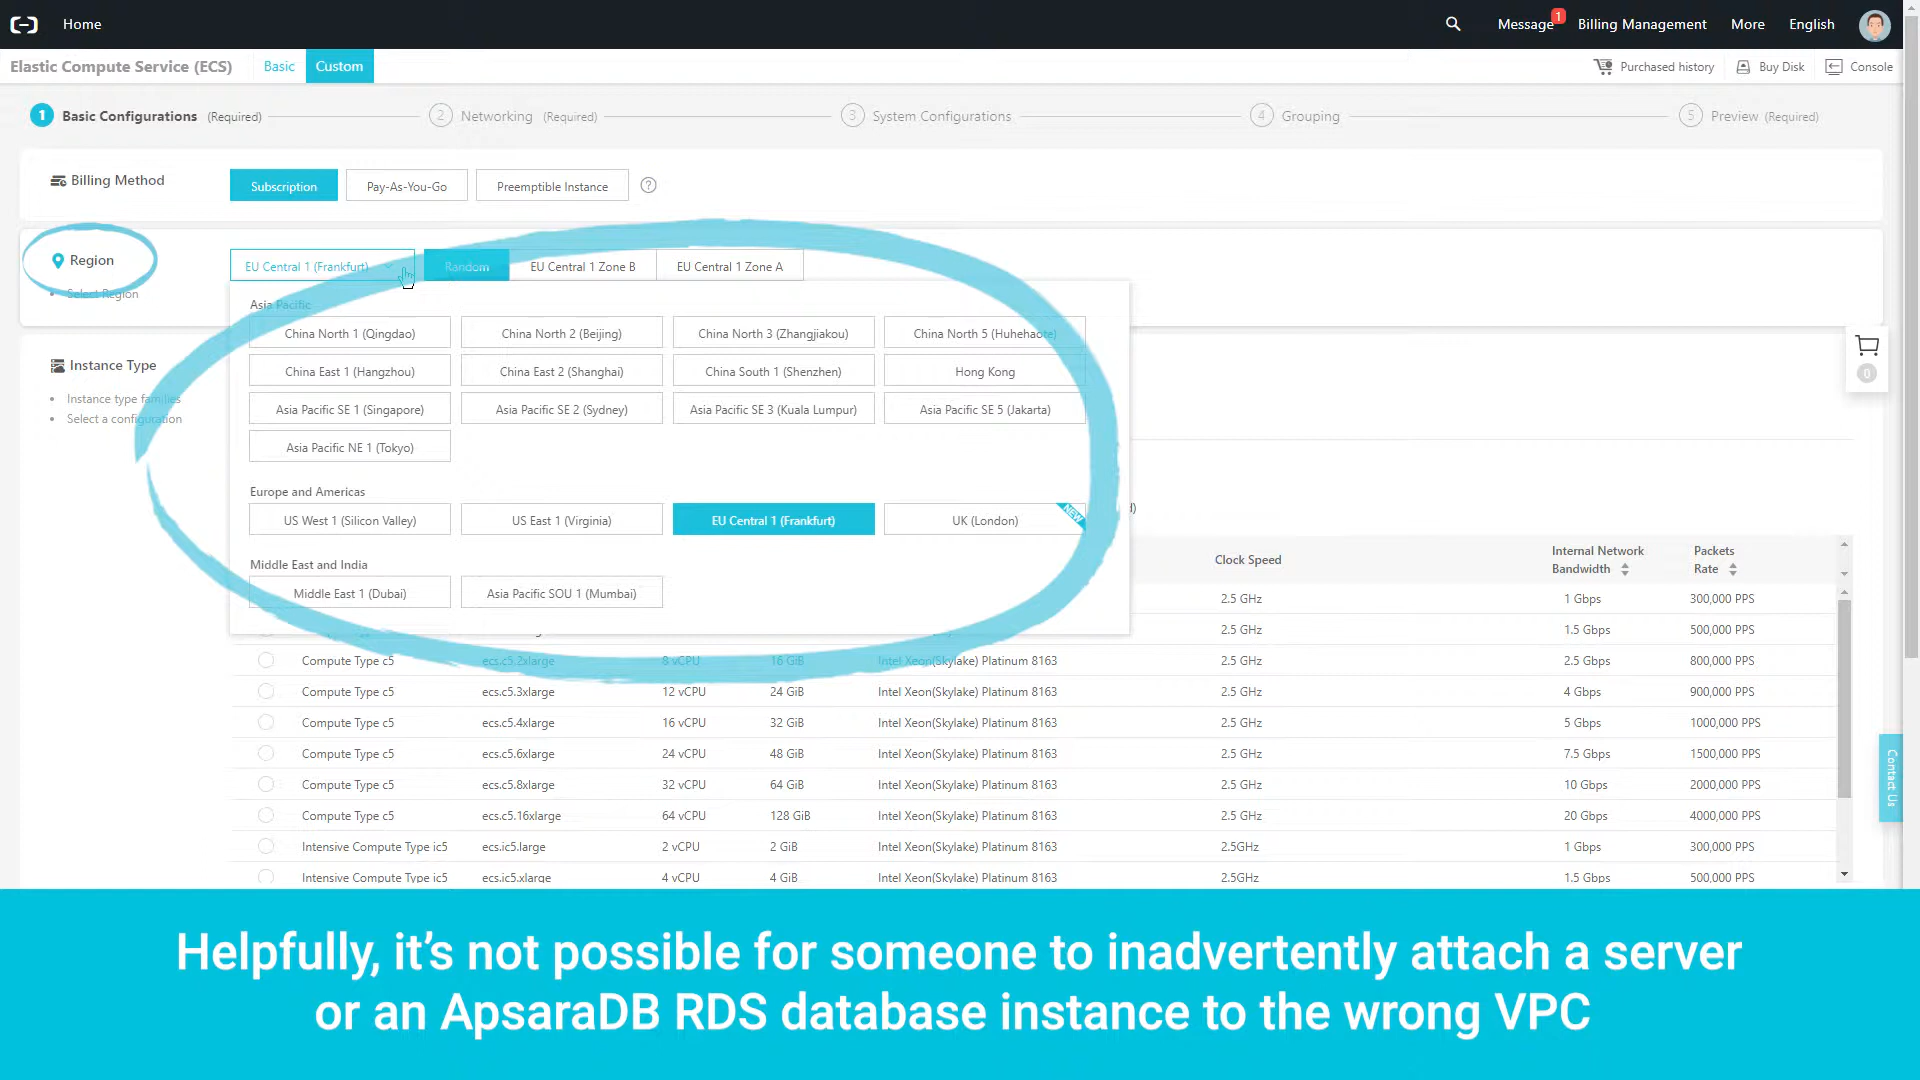 Home
Message 1 Billing Management More English
Elastic Compute Service (ECS) Basic Custom
Purchased history Buy Disk Console
1 Basic Configurations (Required) 2 Networking (Required) 3 System Configurations 4 Grouping 5 Preview (Required)
Billing Method Subscription Pay-As-You-Go Preemptible Instance ?
Region EU Central 1 (Frankfurt) Random EU Central 1 Zone B EU Central 1 Zone A
Select Region
Asia Pacific
China North 1 (Qingdao) China North 2 (Beijing) China North 3 (Zhangjiakou) China North 5 (Huhehaote)
China East 1 (Hangzhou) China East 2 (Shanghai) China South 1 (Shenzhen) Hong Kong
Asia Pacific SE 1 (Singapore) Asia Pacific SE 2 (Sydney) Asia Pacific SE 3 (Kuala Lumpur) Asia Pacific SE 5 (Jakarta)
Asia Pacific NE 1 (Tokyo)
Europe and Americas
US West 1 (Silicon Valley) US East 1 (Virginia) EU Central 1 (Frankfurt) UK (London) NEW
Middle East and India
Middle East 1 (Dubai) Asia Pacific SOU 1 (Mumbai)
Instance Type
Instance type families
Select a configuration
0
Clock Speed Internal Network Bandwidth Packets Rate
2.5 GHz 1 Gbps 300,000 PPS
2.5 GHz 1.5 Gbps 500,000 PPS
Compute Type c5 ecs.c5.2xlarge 8 vCPU 16 GiB Intel Xeon(Skylake) Platinum 8163 2.5 GHz 2.5 Gbps 800,000 PPS
Compute Type c5 ecs.c5.3xlarge 12 vCPU 24 GiB Intel Xeon(Skylake) Platinum 8163 2.5 GHz 4 Gbps 900,000 PPS
Compute Type c5 ecs.c5.4xlarge 16 vCPU 32 GiB Intel Xeon(Skylake) Platinum 8163 2.5 GHz 5 Gbps 1000,000 PPS
Compute Type c5 ecs.c5.6xlarge 24 vCPU 48 GiB Intel Xeon(Skylake) Platinum 8163 2.5 GHz 7.5 Gbps 1500,000 PPS
Compute Type c5 ecs.c5.8xlarge 32 vCPU 64 GiB Intel Xeon(Skylake) Platinum 8163 2.5 GHz 10 Gbps 2000,000 PPS
Compute Type c5 ecs.c5.16xlarge 64 vCPU 128 GiB Intel Xeon(Skylake) Platinum 8163 2.5 GHz 20 Gbps 4000,000 PPS
Intensive Compute Type ic5 ecs.ic5.large 2 vCPU 2 GiB Intel Xeon(Skylake) Platinum 8163 2.5GHz 1 Gbps 300,000 PPS
Intensive Compute Type ic5 ecs.ic5.xlarge 4 vCPU 4 GiB Intel Xeon(Skylake) Platinum 8163 2.5GHz 1.5 Gbps 500,000 PPS
Contact Us
Helpfully, it’s not possible for someone to inadvertently attach a server
or an ApsaraDB RDS database instance to the wrong VPC